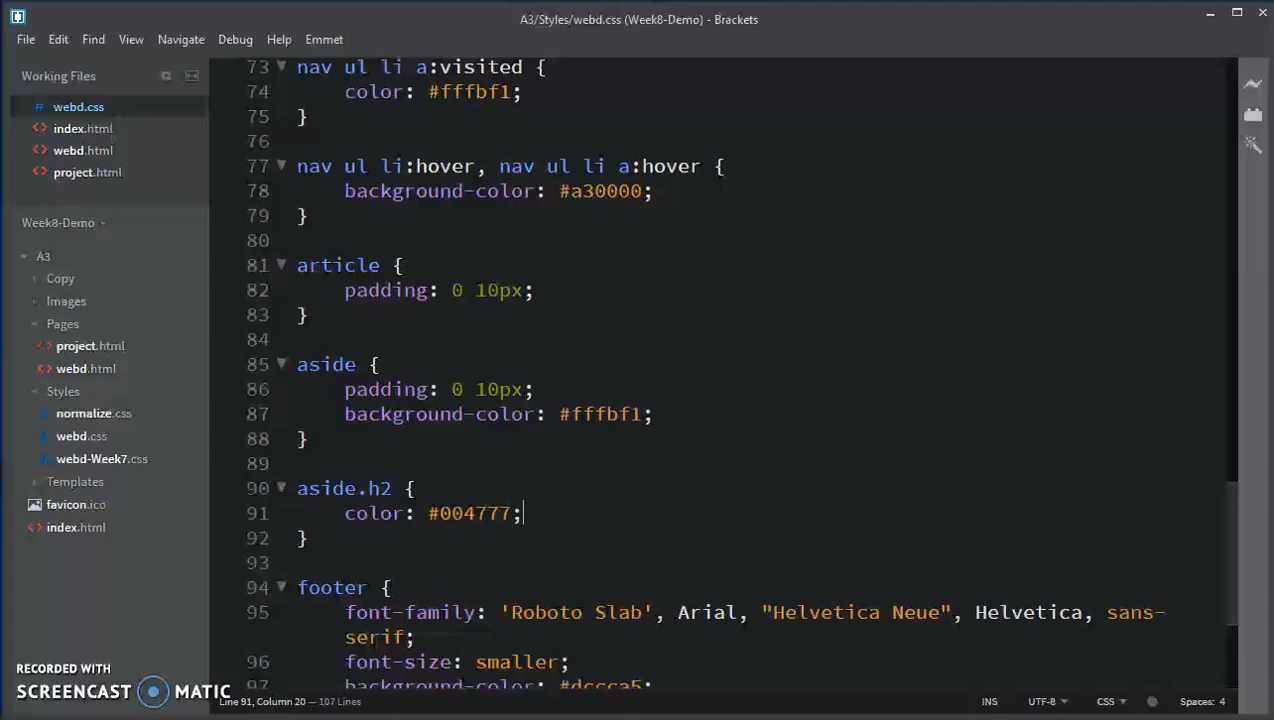 A3/Styles/webd.css (Week8-Demo) - Brackets
File Edit Find View Navigate Debug Help Emmet
Working Files
webd.css
index.html
webd.html
project.html
Week8-Demo
A3
Copy
Images
Pages
project.html
webd.html
Styles
normalize.css
webd.css
webd-Week7.css
Templates
favicon.ico
index.html
73 nav ul li a:visited {
74 color: #fffbf1;
75 }
76
77 nav ul li:hover, nav ul li a:hover {
78 background-color: #a30000;
79 }
80
81 article {
82 padding: 0 10px;
83 }
84
85 aside {
86 padding: 0 10px;
87 background-color: #fffbf1;
88 }
89
90 aside.h2 {
91 color: #004777;
92 }
93
94 footer {
95 font-family: 'Roboto Slab', Arial, "Helvetica Neue", Helvetica, sans-
serif;
96 font-size: smaller;
97 background-color: #dccca5;
RECORDED WITH
SCREENCAST MATIC
Line 91, Column 20 — 107 Lines
INS UTF-8 CSS Spaces: 4